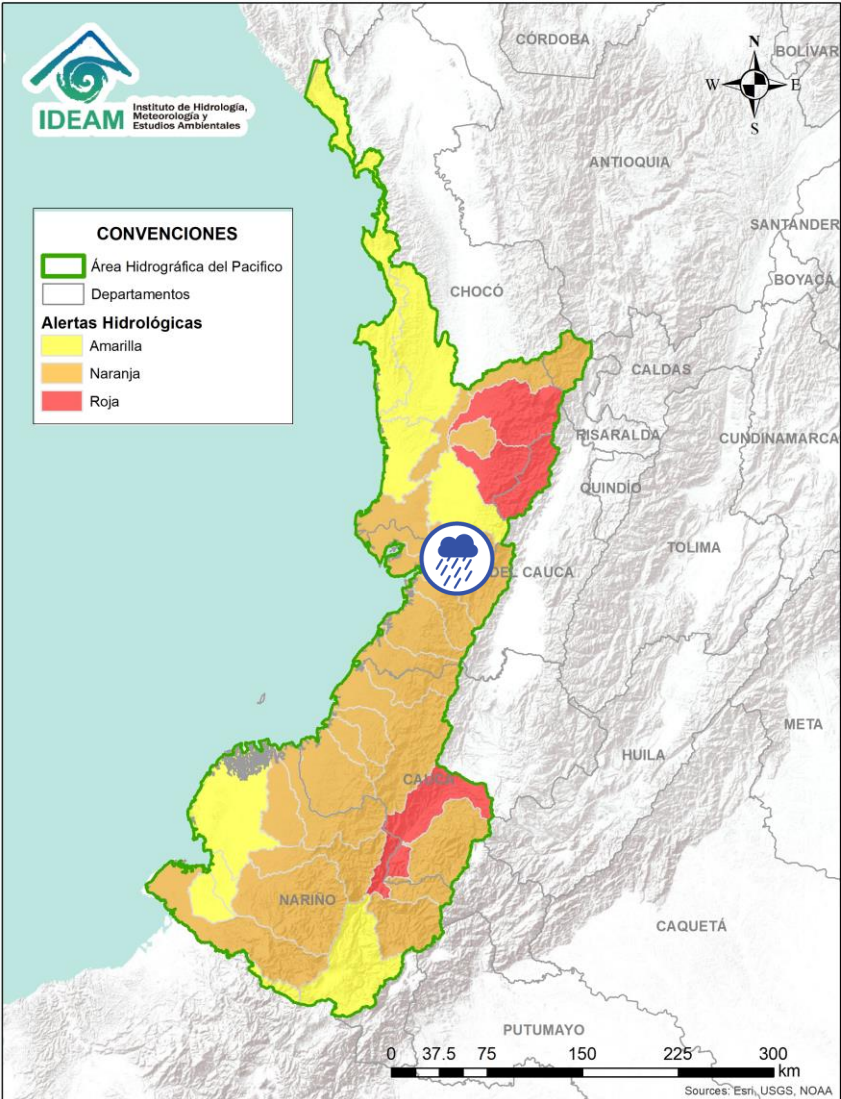 IDEAM
Instituto de Hidrología,
Meteorología y
Estudios Ambientales
CÓRDOBA
BOLÍVAR
N
W
E
S
ANTIOQUIA
SANTANDER
BOYACÁ
CONVENCIONES
Área Hidrográfica del Pacifico
Departamentos
Alertas Hidrológicas
Amarilla
Naranja
Roja
CHOCÓ
CALDAS
RISARALDA
CUNDINAMARCA
QUINDÍO
TOLIMA
DEL CAUCA
META
HUILA
CAUCA
NARIÑO
CAQUETÁ
PUTUMAYO
0 37.5 75 150 225 300
km
Sources: Esri, USGS, NOAA